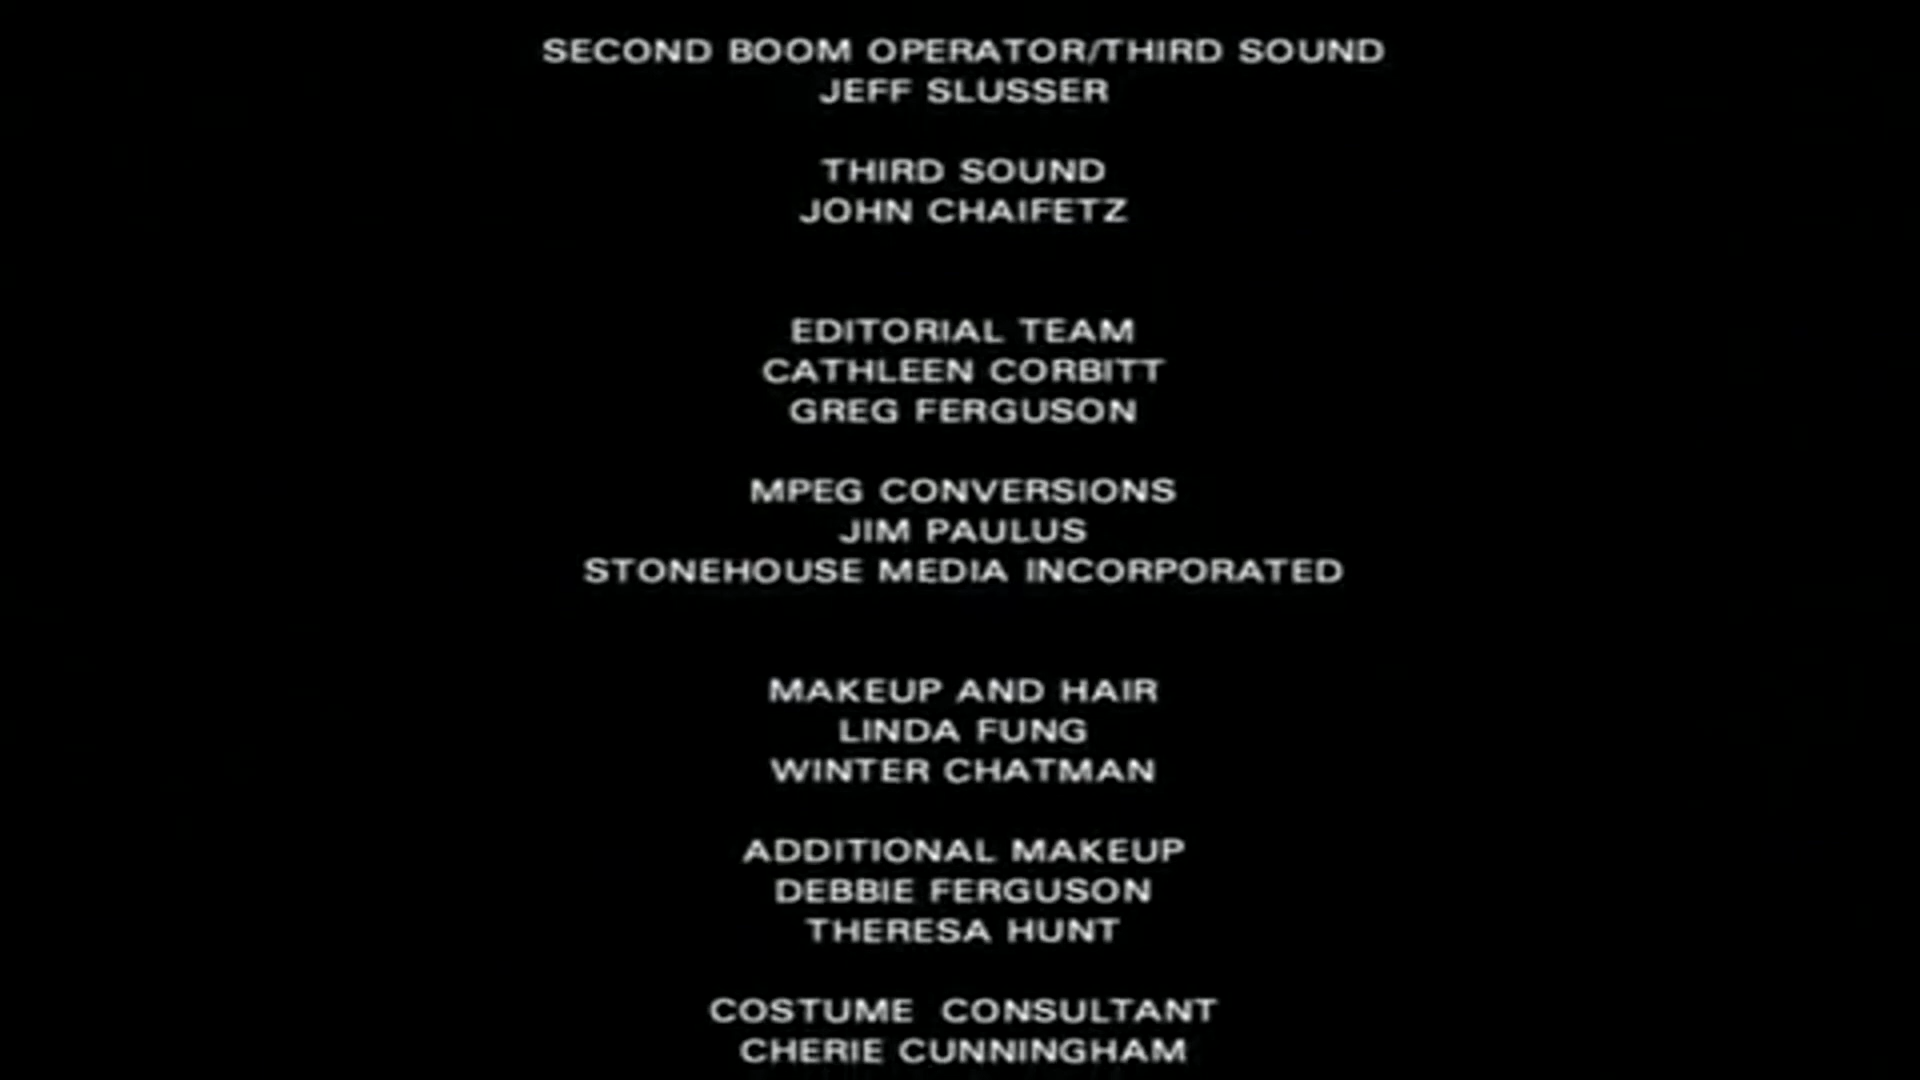 SECOND BOOM OPERATOR/THIRD SOUND
JEFF SLUSSER
THIRD SOUND
JOHN CHAIFETZ
EDITORIAL TEAM
CATHLEEN CORBITT
GREG FERGUSON
MPEG CONVERSIONS
JIM PAULUS
STONEHOUSE MEDIA INCORPORATED
MAKEUP AND HAIR
LINDA FUNG
WINTER CHATMAN
ADDITIONAL MAKEUP
DEBBIE FERGUSON
THERESA HUNT
COSTUME CONSULTANT
CHERIE CUNNINGHAM